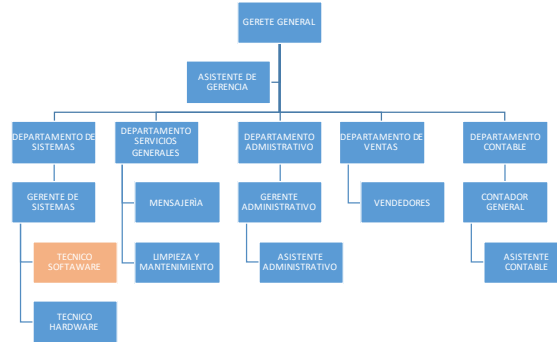 GERETE GENERAL
ASISTENTE DE
GERENCIA
DEPARTAMENTO DE
SISTEMAS
DEPARTAMENTO
SERVICIOS
GENERALES
DEPARTAMENTO
ADMIISTRATIVO
DEPARTAMENTO DE
VENTAS
DEPARTAMENTO
CONTABLE
GERENTE DE
SISTEMAS
MENSAJERÍA
GERENTE
ADMINISTRATIVO
VENDEDORES
CONTADOR
GENERAL
TECNICO
SOFTAWARE
LIMPIEZA Y
MANTENIMIENTO
ASISTENTE
ADMINISTRATIVO
ASISTENTE
CONTABLE
TECNICO
HARDWARE